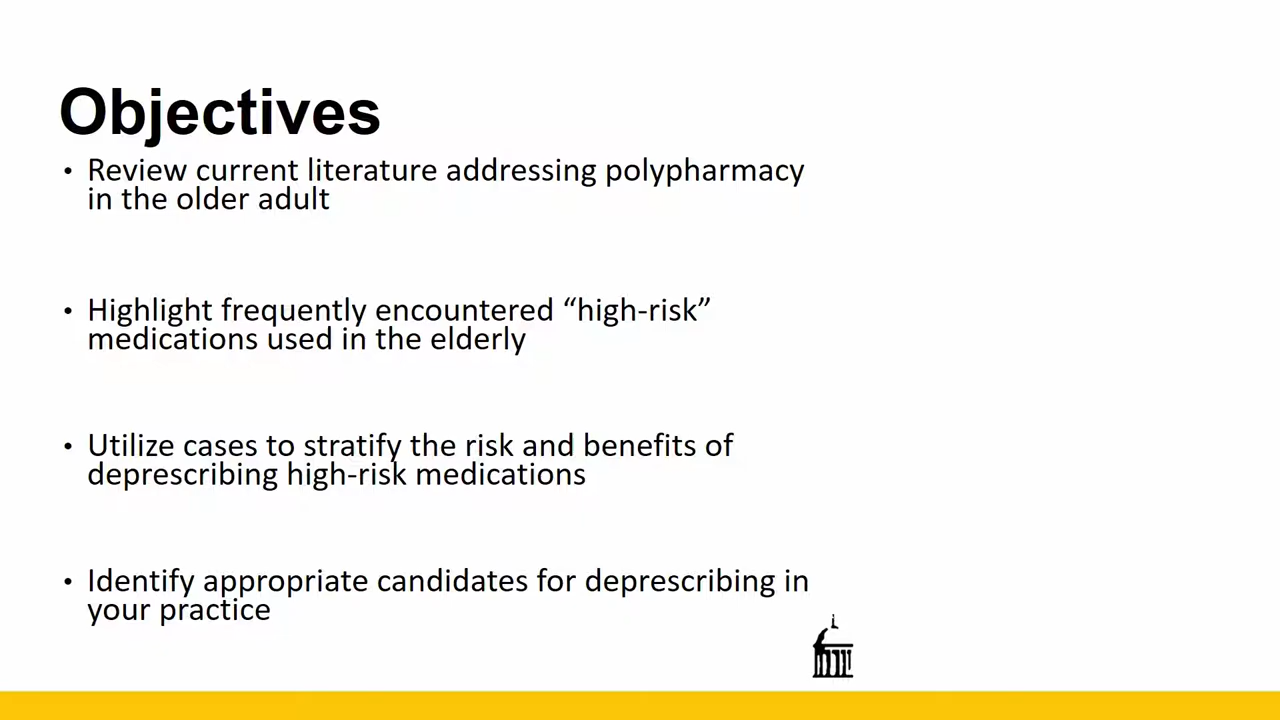 Objectives
• Review current literature addressing polypharmacy
in the older adult
• Highlight frequently encountered “high-risk”
medications used in the elderly
• Utilize cases to stratify the risk and benefits of
deprescribing high-risk medications
• Identify appropriate candidates for deprescribing in
your practice